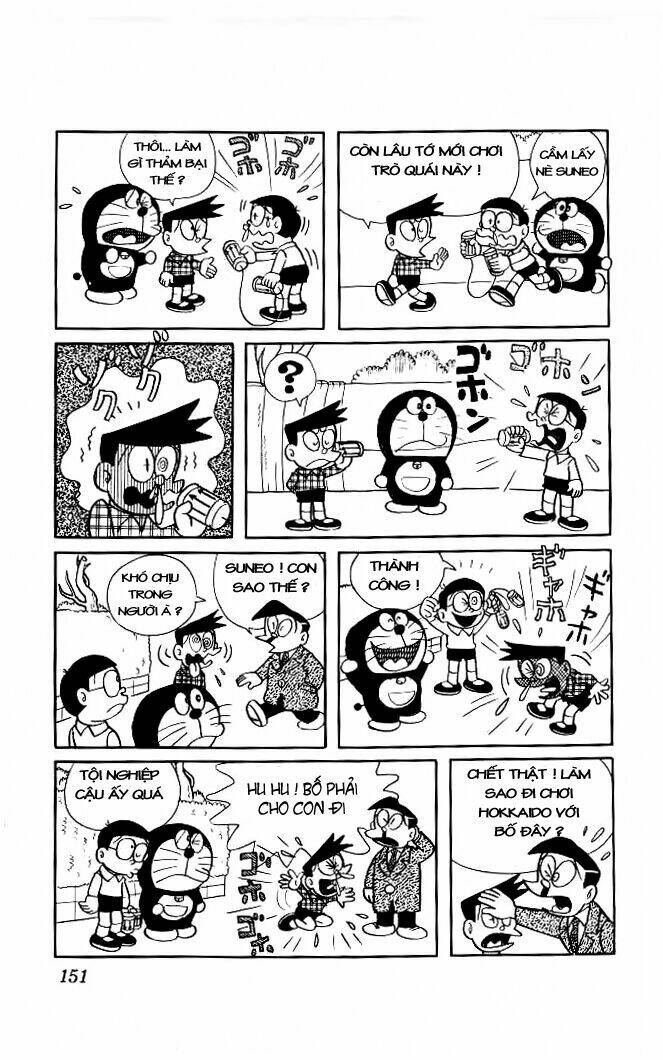 THÔI... LÀM
GÌ THẢM BẠI
THẾ ?
ゴホ
ゴホ
CÒN LÂU TỚ MỚI CHƠI
TRÒ QUÁI NÀY !
CẦM LẤY
NÈ SUNEO
?
ゴホン
ゴホン
KHÓ CHỊU
TRONG
NGƯỜI À ?
SUNEO ! CON
SAO THẾ ?
THÀNH
CÔNG !
ギャホ
ギャホ
TỘI NGHIỆP
CẬU ẤY QUÁ
HU HU ! BỐ PHẢI
CHO CON ĐI
ゴホ
ゴホ
CHẾT THẬT ! LÀM
SAO ĐI CHƠI
HOKKAIDO VỚI
BỐ ĐÂY ?
151